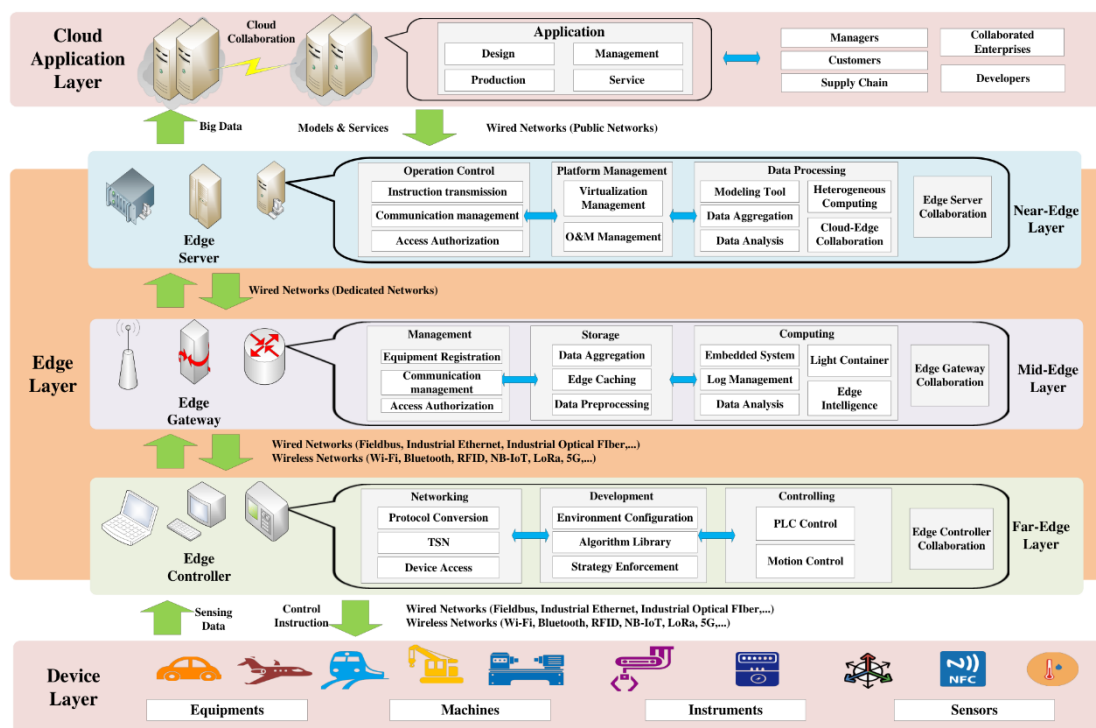 Cloud
Application
Layer
Cloud
Collaboration
Application
Design
Management
Production
Service
Managers
Customers
Supply Chain
Collaborated
Enterprises
Developers
Big Data
Models & Services
Wired Networks (Public Networks)
Edge
Layer
Edge
Server
Operation Control
Instruction transmission
Communication management
Access Authorization
Platform Management
Virtualization
Management
O&M Management
Data Processing
Modeling Tool
Data Aggregation
Data Analysis
Heterogeneous
Computing
Cloud-Edge
Collaboration
Edge Server
Collaboration
Near-Edge
Layer
Wired Networks (Dedicated Networks)
Edge
Gateway
Management
Equipment Registration
Communication
management
Access Authorization
Storage
Data Aggregation
Edge Caching
Data Preprocessing
Computing
Embedded System
Log Management
Data Analysis
Light Container
Edge
Intelligence
Edge Gateway
Collaboration
Mid-Edge
Layer
Wired Networks (Fieldbus, Industrial Ethernet, Industrial Optical FIber,...)
Wireless Networks (Wi-Fi, Bluetooth, RFID, NB-IoT, LoRa, 5G,...)
Edge
Controller
Networking
Protocol Conversion
TSN
Device Access
Development
Environment Configuration
Algorithm Library
Strategy Enforcement
Controlling
PLC Control
Motion Control
Edge Controller
Collaboration
Far-Edge
Layer
Sensing
Data
Control
Instruction
Wired Networks (Fieldbus, Industrial Ethernet, Industrial Optical FIber,...)
Wireless Networks (Wi-Fi, Bluetooth, RFID, NB-IoT, LoRa, 5G,...)
Device
Layer
NFC
Equipments
Machines
Instruments
Sensors